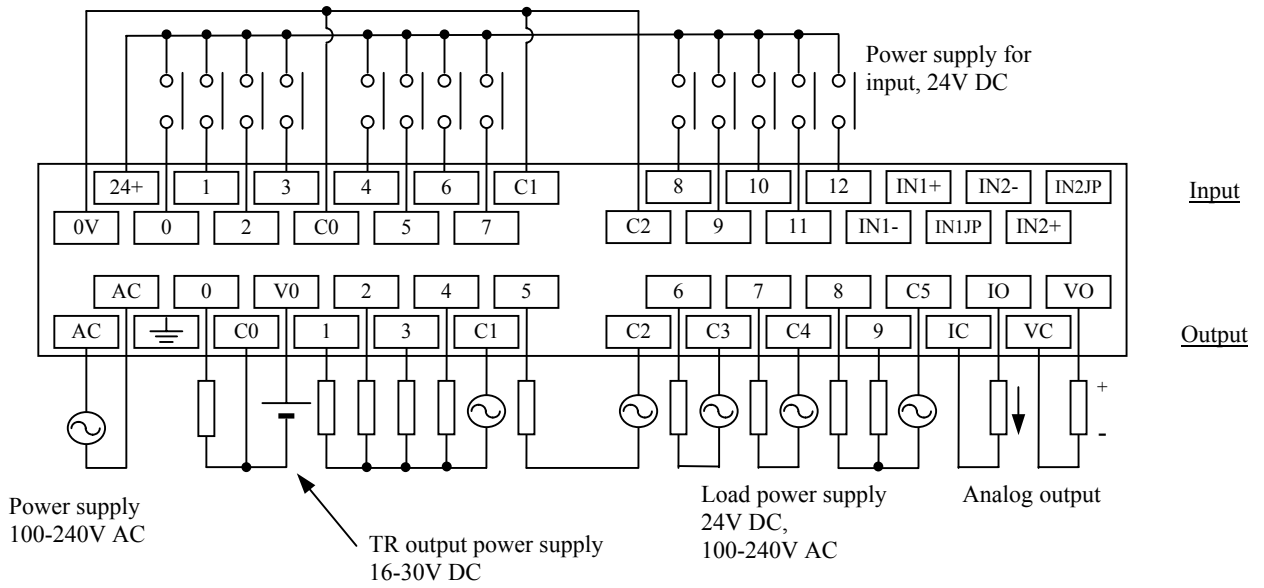 Power supply for
input, 24V DC
24+ 1 3 4 6 C1 8 10 12 IN1+ IN2- IN2JP
Input
0V 0 2 C0 5 7 C2 9 11 IN1- IN1JP IN2+
AC 0 V0 2 4 5 6 7 8 C5 IO VO
AC C0 1 3 C1 C2 C3 C4 9 IC VC
Output
+
-
Power supply
100-240V AC
TR output power supply
16-30V DC
Load power supply
24V DC,
100-240V AC
Analog output